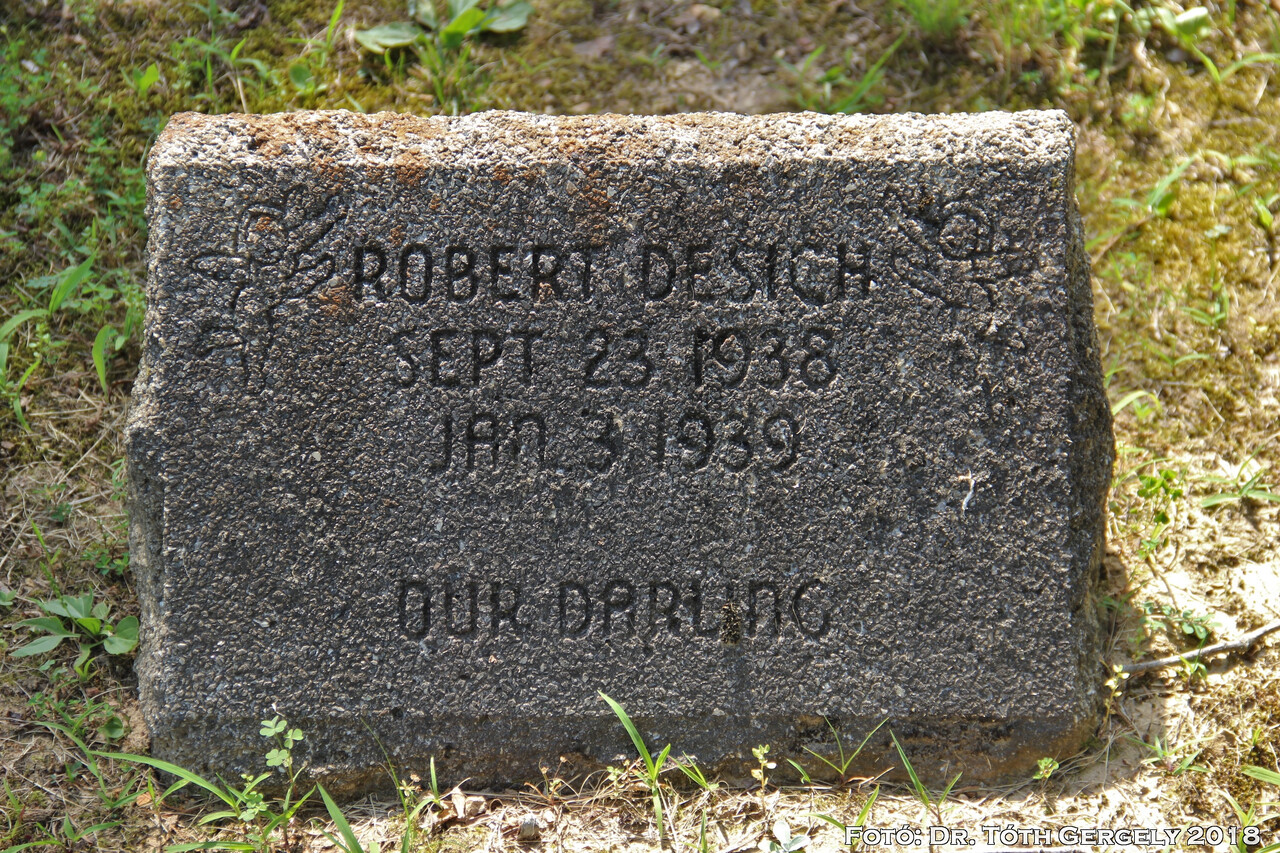 ROBERT DESICH
SEPT 23 1938
JAN. 3 1939
OUR DARLING
FOTÓ: DR. TÓTH GERGELY 2018